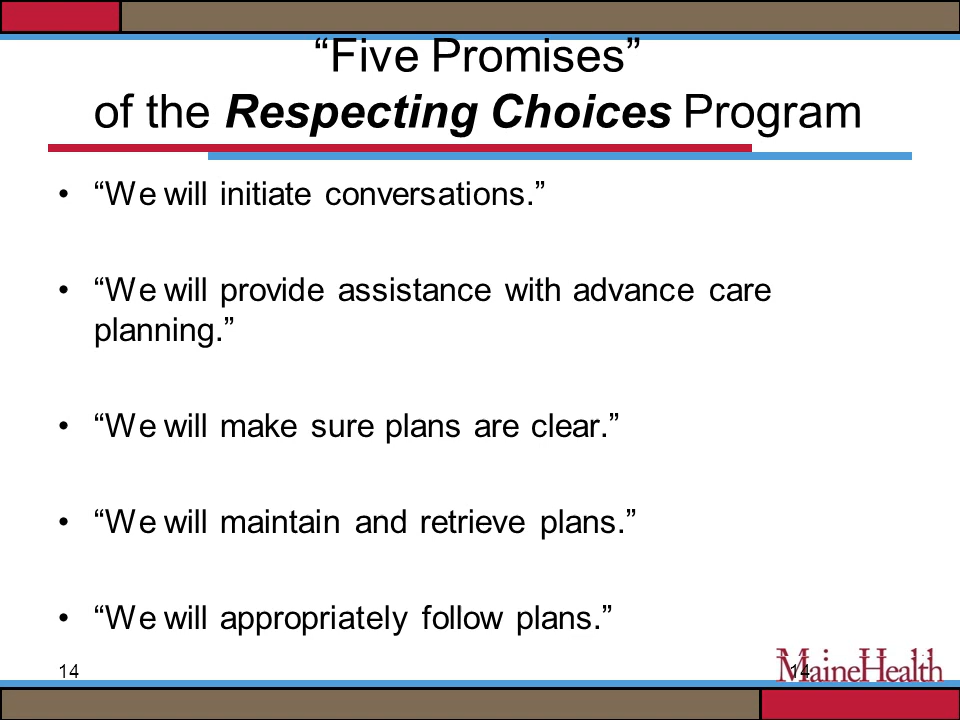 “Five Promises”
of the Respecting Choices Program
• “We will initiate conversations.”
• “We will provide assistance with advance care
planning.”
• “We will make sure plans are clear.”
• “We will maintain and retrieve plans.”
• “We will appropriately follow plans.”
14
14
MaineHealth